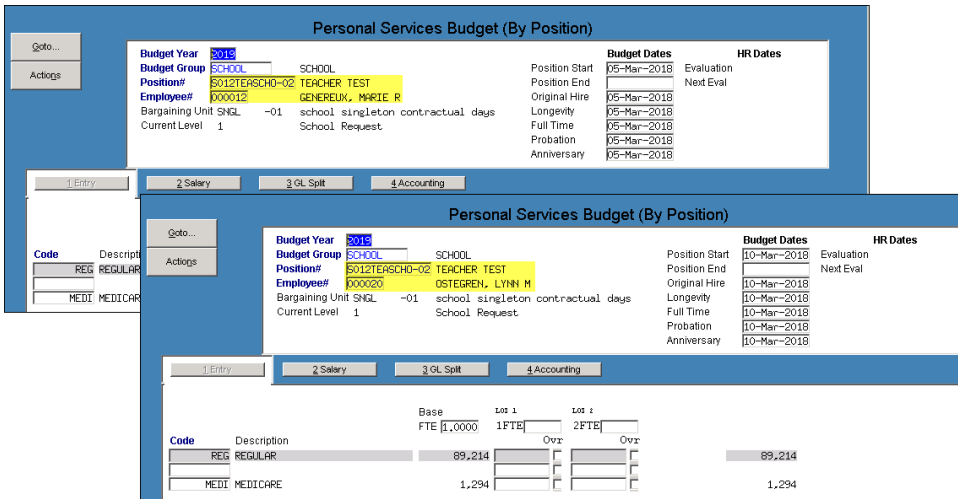 Personal Services Budget (By Position)
Goto...
Actions
Budget Year 2019 Budget Dates HR Dates
Budget Group SCHOOL SCHOOL Position Start 05-Mar-2018 Evaluation
Position# S012TEASCHO-02 TEACHER TEST Position End Next Eval
Employee# 000012 GENEREUX, MARIE R Original Hire 05-Mar-2018
Bargaining Unit SNGL -01 school singleton contractual days Longevity 05-Mar-2018
Current Level 1 School Request Full Time 05-Mar-2018
Probation 05-Mar-2018
Anniversary 05-Mar-2018
1 Entry 2 Salary 3 GL Split 4 Accounting
Code Descripti
REG REGULAR
MEDI MEDICARE
Personal Services Budget (By Position)
Goto...
Actions
Budget Year 2019 Budget Dates HR Dates
Budget Group SCHOOL SCHOOL Position Start 10-Mar-2018 Evaluation
Position# S012TEASCHO-02 TEACHER TEST Position End Next Eval
Employee# 000020 OSTEGREN, LYNN M Original Hire 10-Mar-2018
Bargaining Unit SNGL -01 school singleton contractual days Longevity 10-Mar-2018
Current Level 1 School Request Full Time 10-Mar-2018
Probation 10-Mar-2018
Anniversary 10-Mar-2018
1 Entry 2 Salary 3 GL Split 4 Accounting
Base LOS 1 LOS 2
FTE 1.0000 1FTE 2FTE
Code Description Ovr Ovr
REG REGULAR 89,214 89,214
MEDI MEDICARE 1,294 1,294